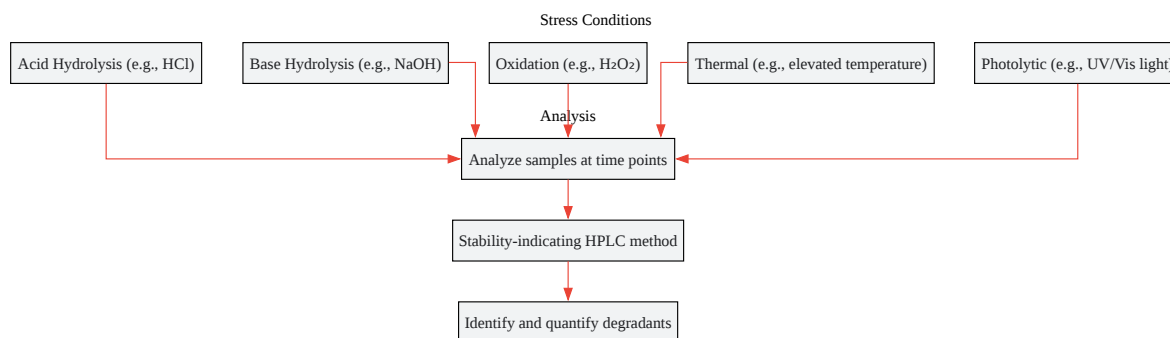 Stress Conditions
Acid Hydrolysis (e.g., HCl)
Base Hydrolysis (e.g., NaOH)
Oxidation (e.g., H₂O₂)
Thermal (e.g., elevated temperature)
Photolytic (e.g., UV/Vis light)
Analysis
Analyze samples at time points
Stability-indicating HPLC method
Identify and quantify degradants